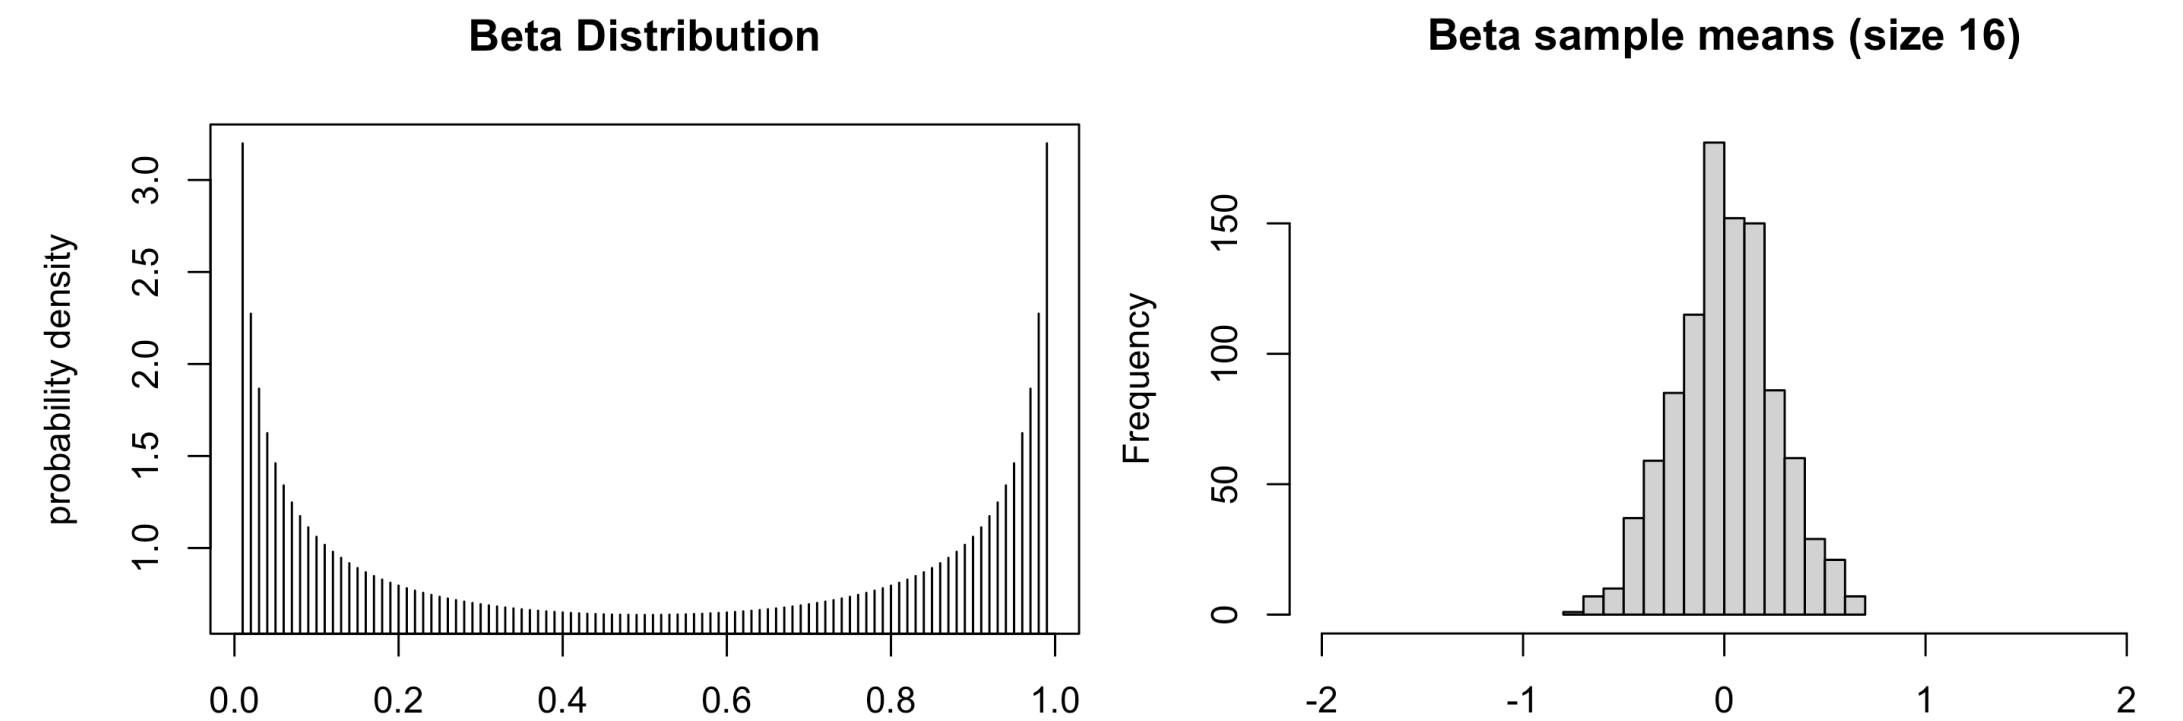 Beta Distribution
probability density
3.0
2.5
2.0
1.5
1.0
0.0 0.2 0.4 0.6 0.8 1.0
Beta sample means (size 16)
Frequency
150
100
50
0
-2 -1 0 1 2